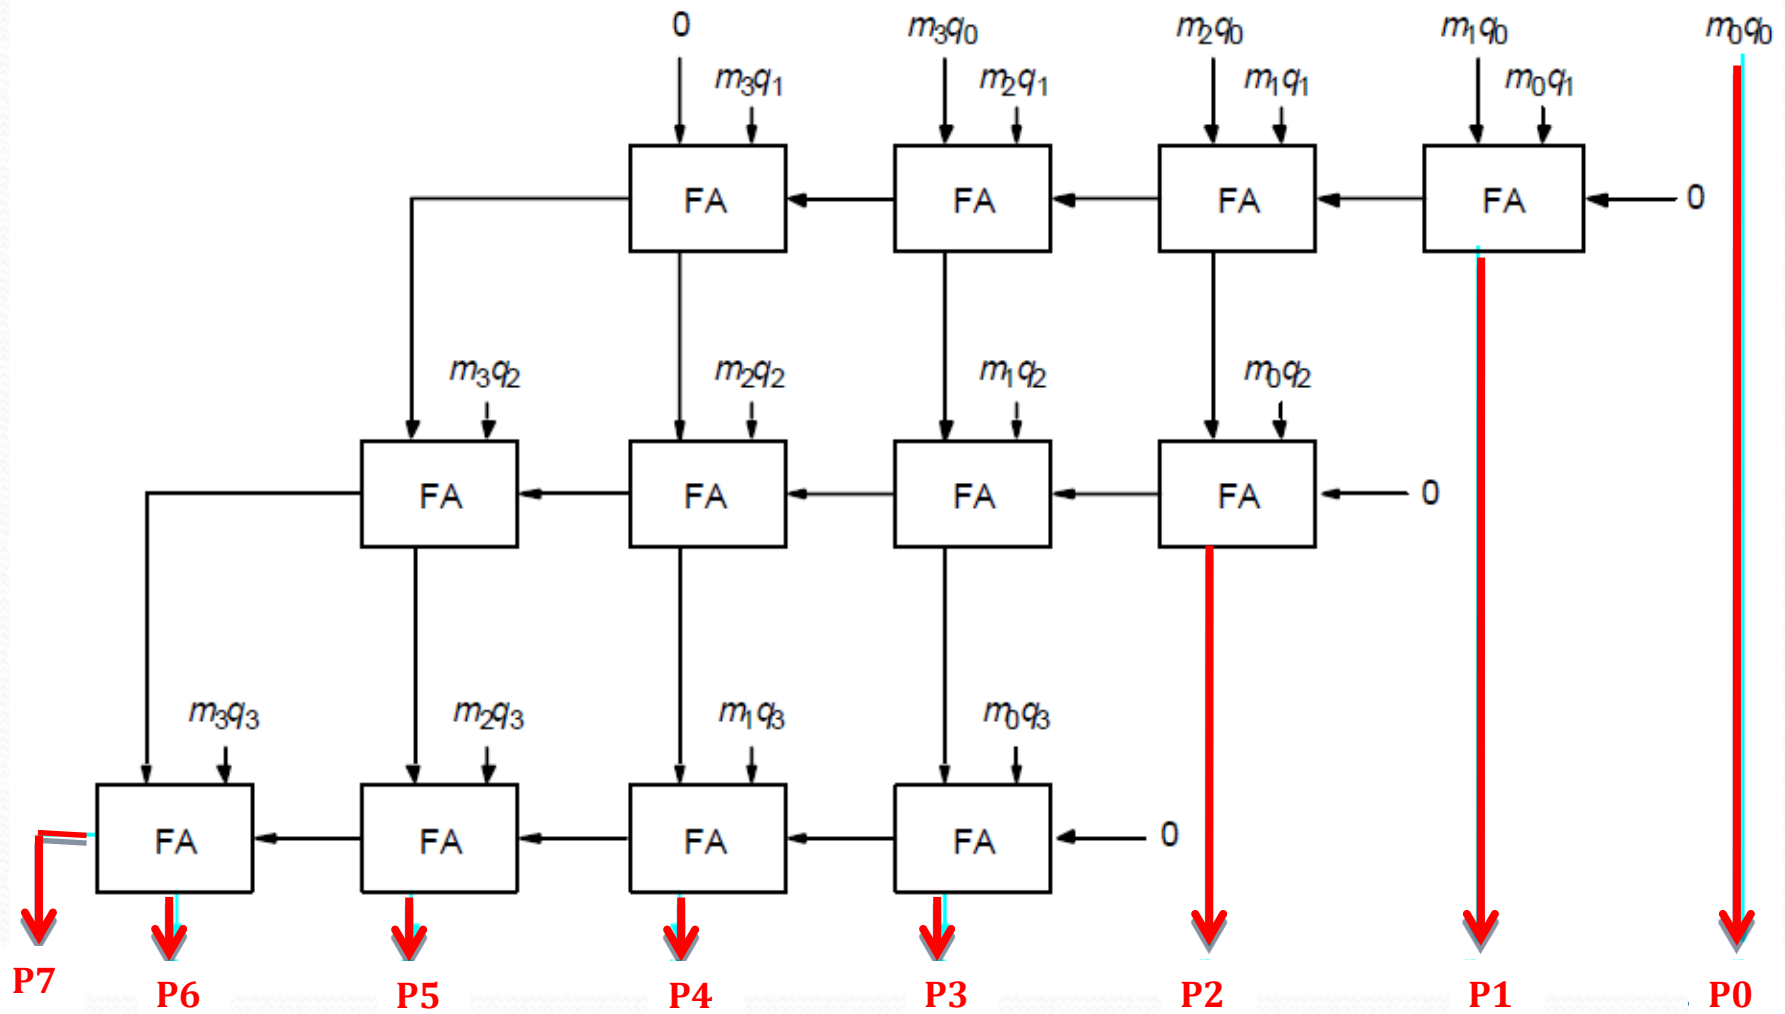 0 m₃q₀ m₂q₀ m₁q₀ m₀q₀
m₃q₁ m₂q₁ m₁q₁ m₀q₁
FA FA FA FA 0
m₃q₂ m₂q₂ m₁q₂ m₀q₂
FA FA FA FA 0
m₃q₃ m₂q₃ m₁q₃ m₀q₃
FA FA FA FA 0
P7 P6 P5 P4 P3 P2 P1 P0